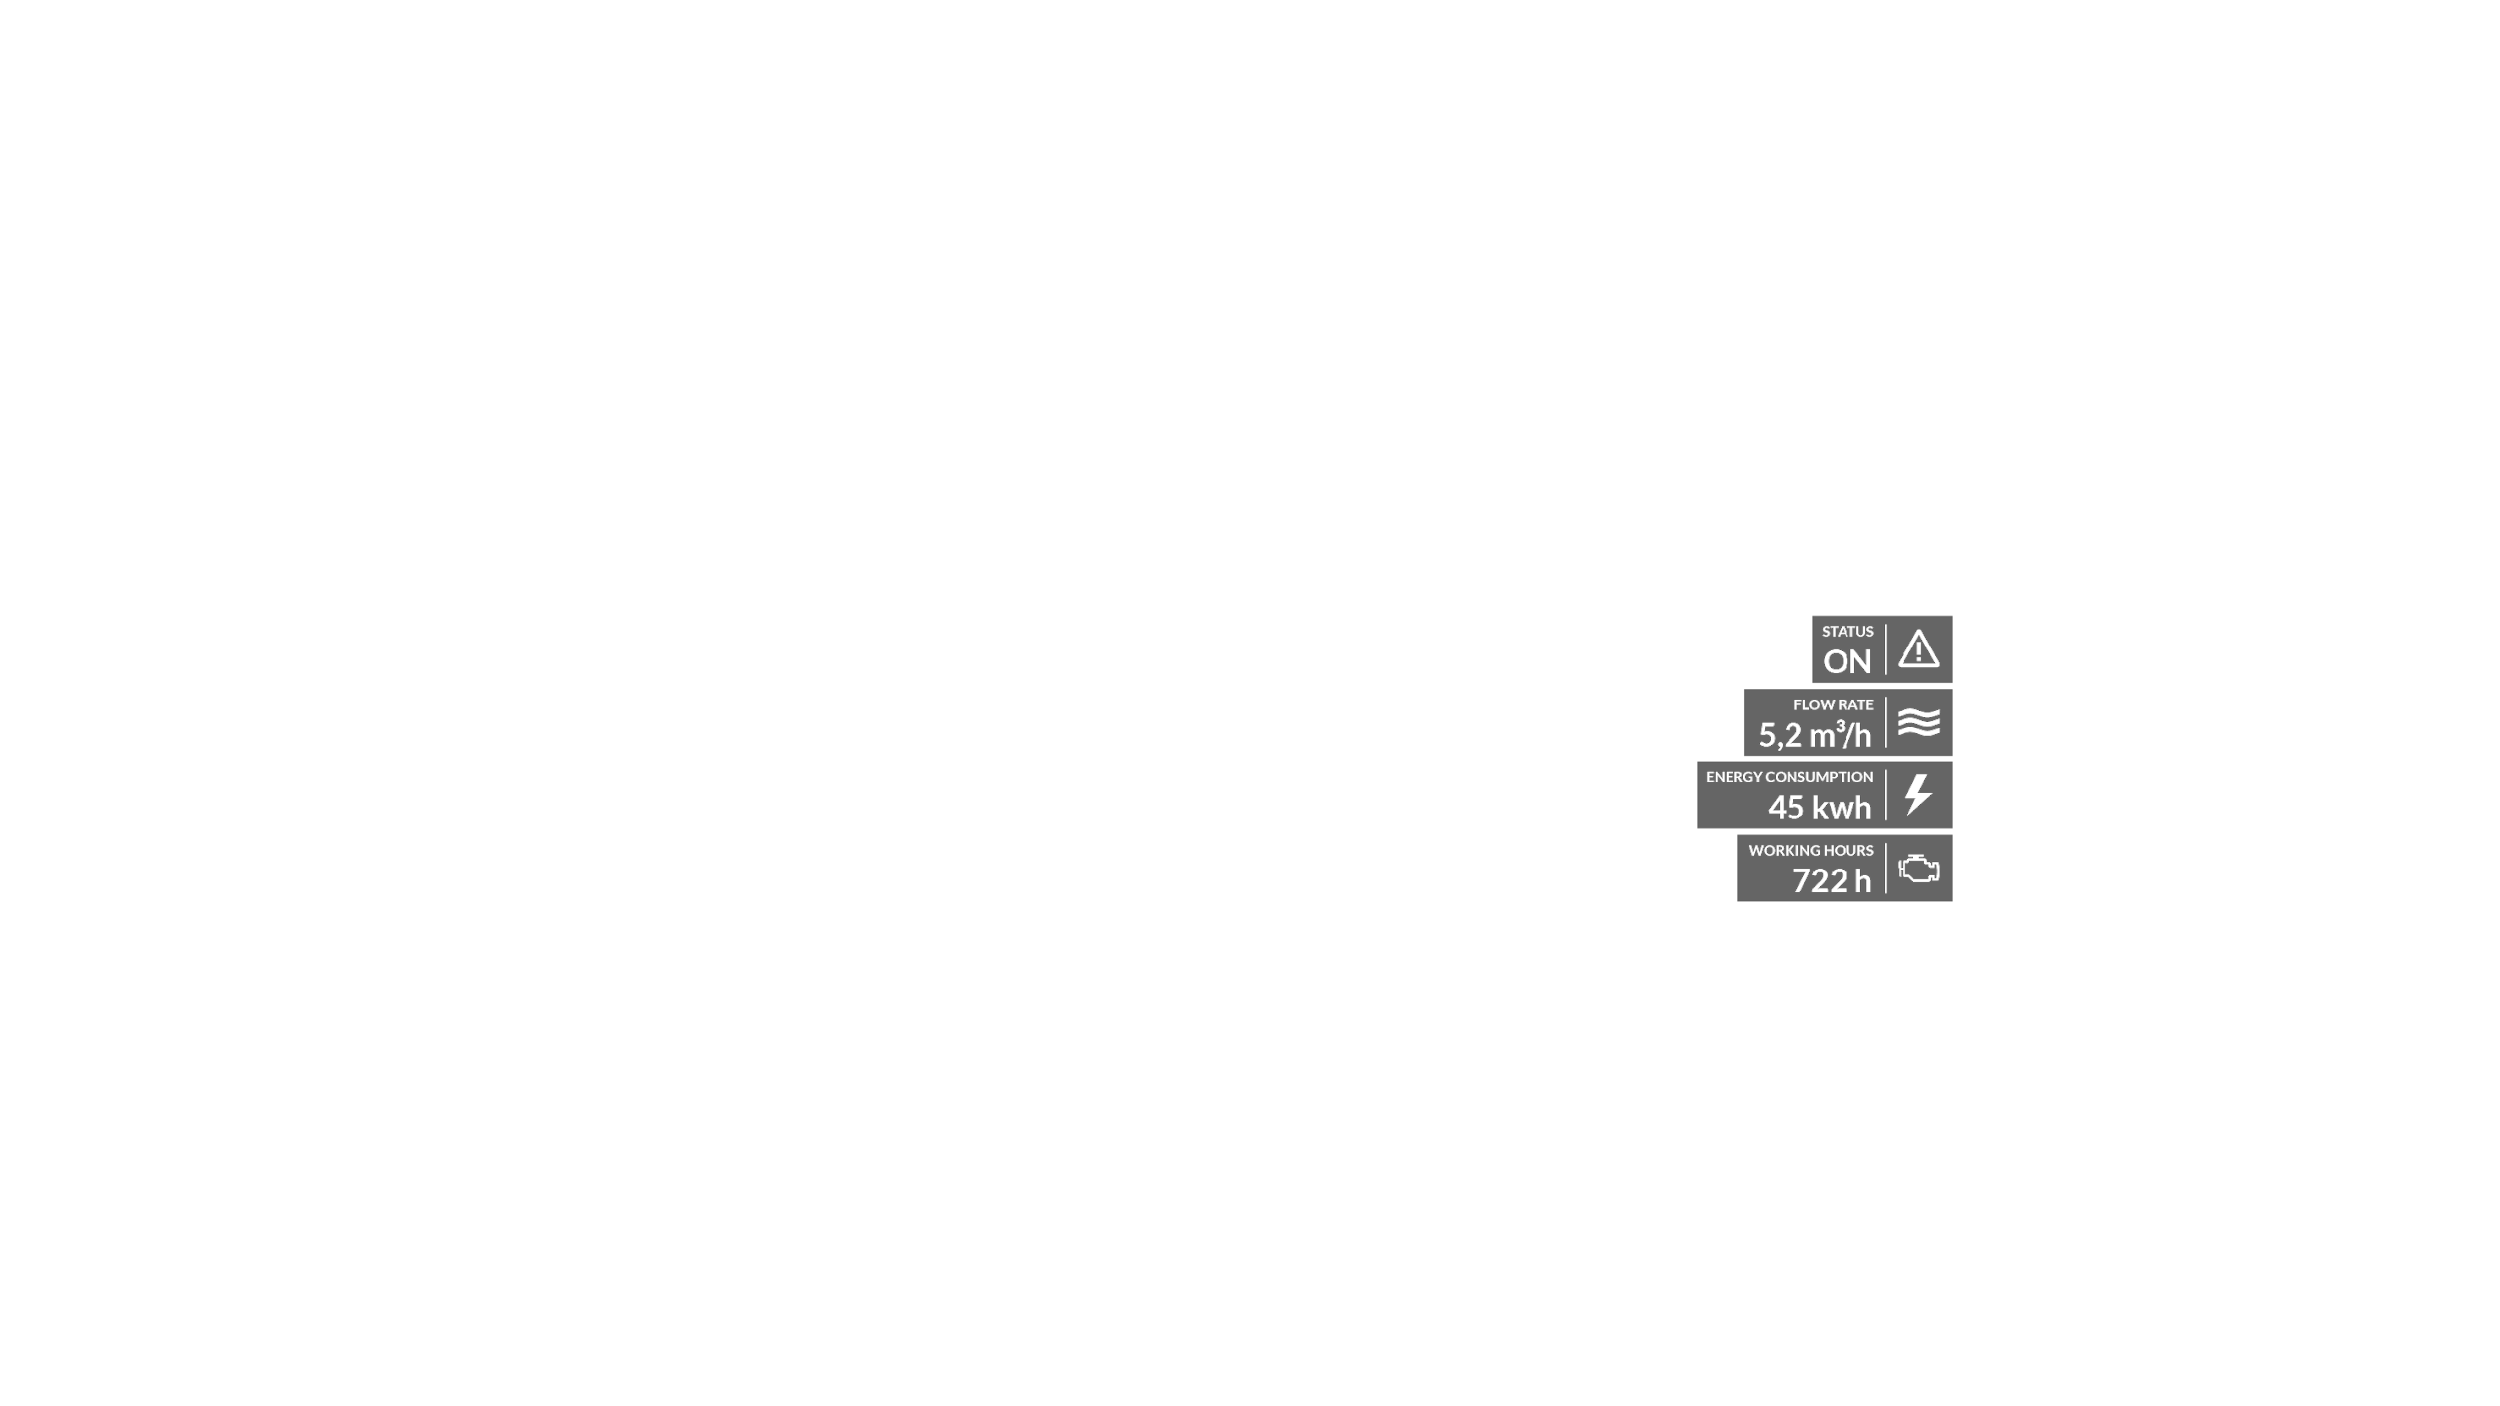 STATUS
ON
FLOW RATE
5,2 m³/h
ENERGY CONSUMPTION
45 kwh
WORKING HOURS
722 h